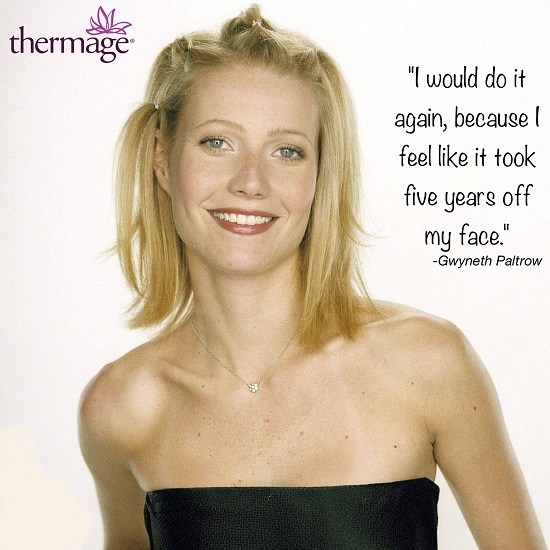 thermage®
"I would do it
again, because I
feel like it took
five years off
my face."
-Gwyneth Paltrow